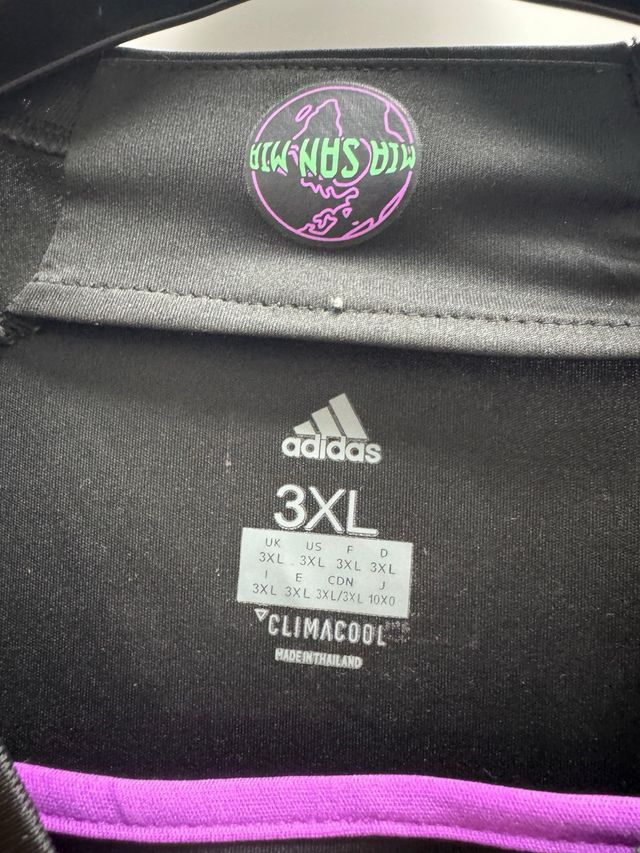 MIA SAN MIA
adidas
3XL
UK US F D
3XL 3XL 3XL 3XL
I E CDN J
3XL 3XL 3XL/3XL 10XO
CLIMACOOL
MADE IN THAILAND